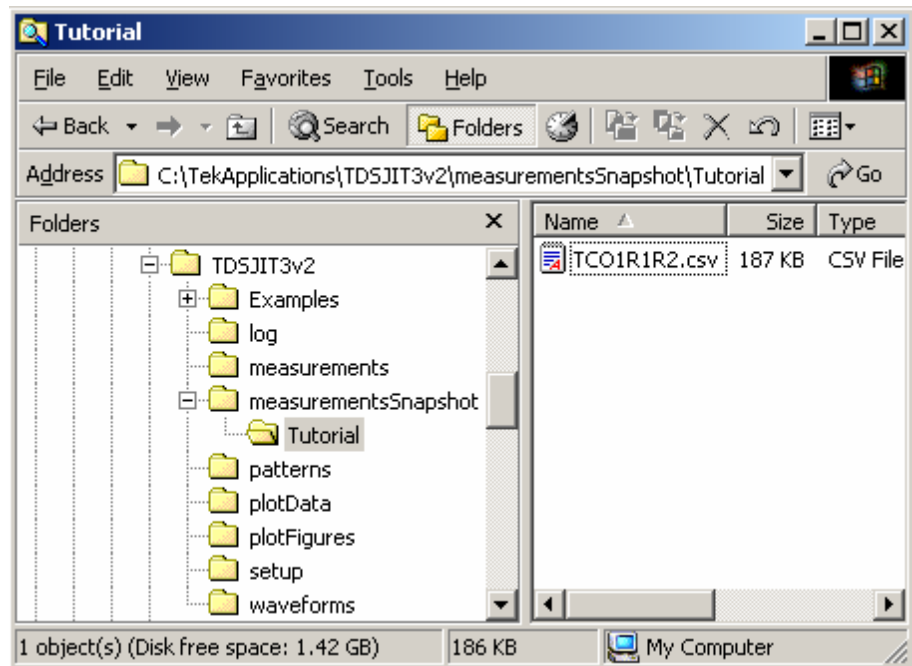 Tutorial
File Edit View Favorites Tools Help
Back Search Folders
Address C:\TekApplications\TDSJIT3v2\measurementsSnapshot\Tutorial Go
Folders
TDSJIT3v2
Examples
log
measurements
measurementsSnapshot
Tutorial
patterns
plotData
plotFigures
setup
waveforms
Name Size Type
TCO1R1R2.csv 187 KB CSV File
1 object(s) (Disk free space: 1.42 GB) 186 KB My Computer